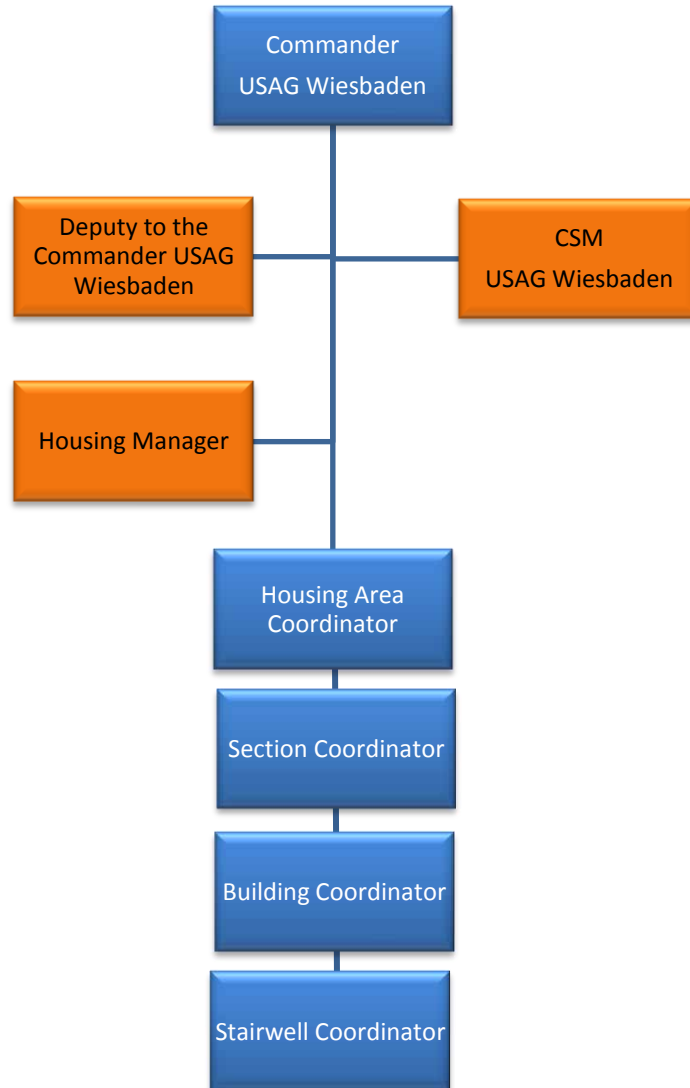 Commander
USAG Wiesbaden
Deputy to the
Commander USAG
Wiesbaden
CSM
USAG Wiesbaden
Housing Manager
Housing Area
Coordinator
Section Coordinator
Building Coordinator
Stairwell Coordinator